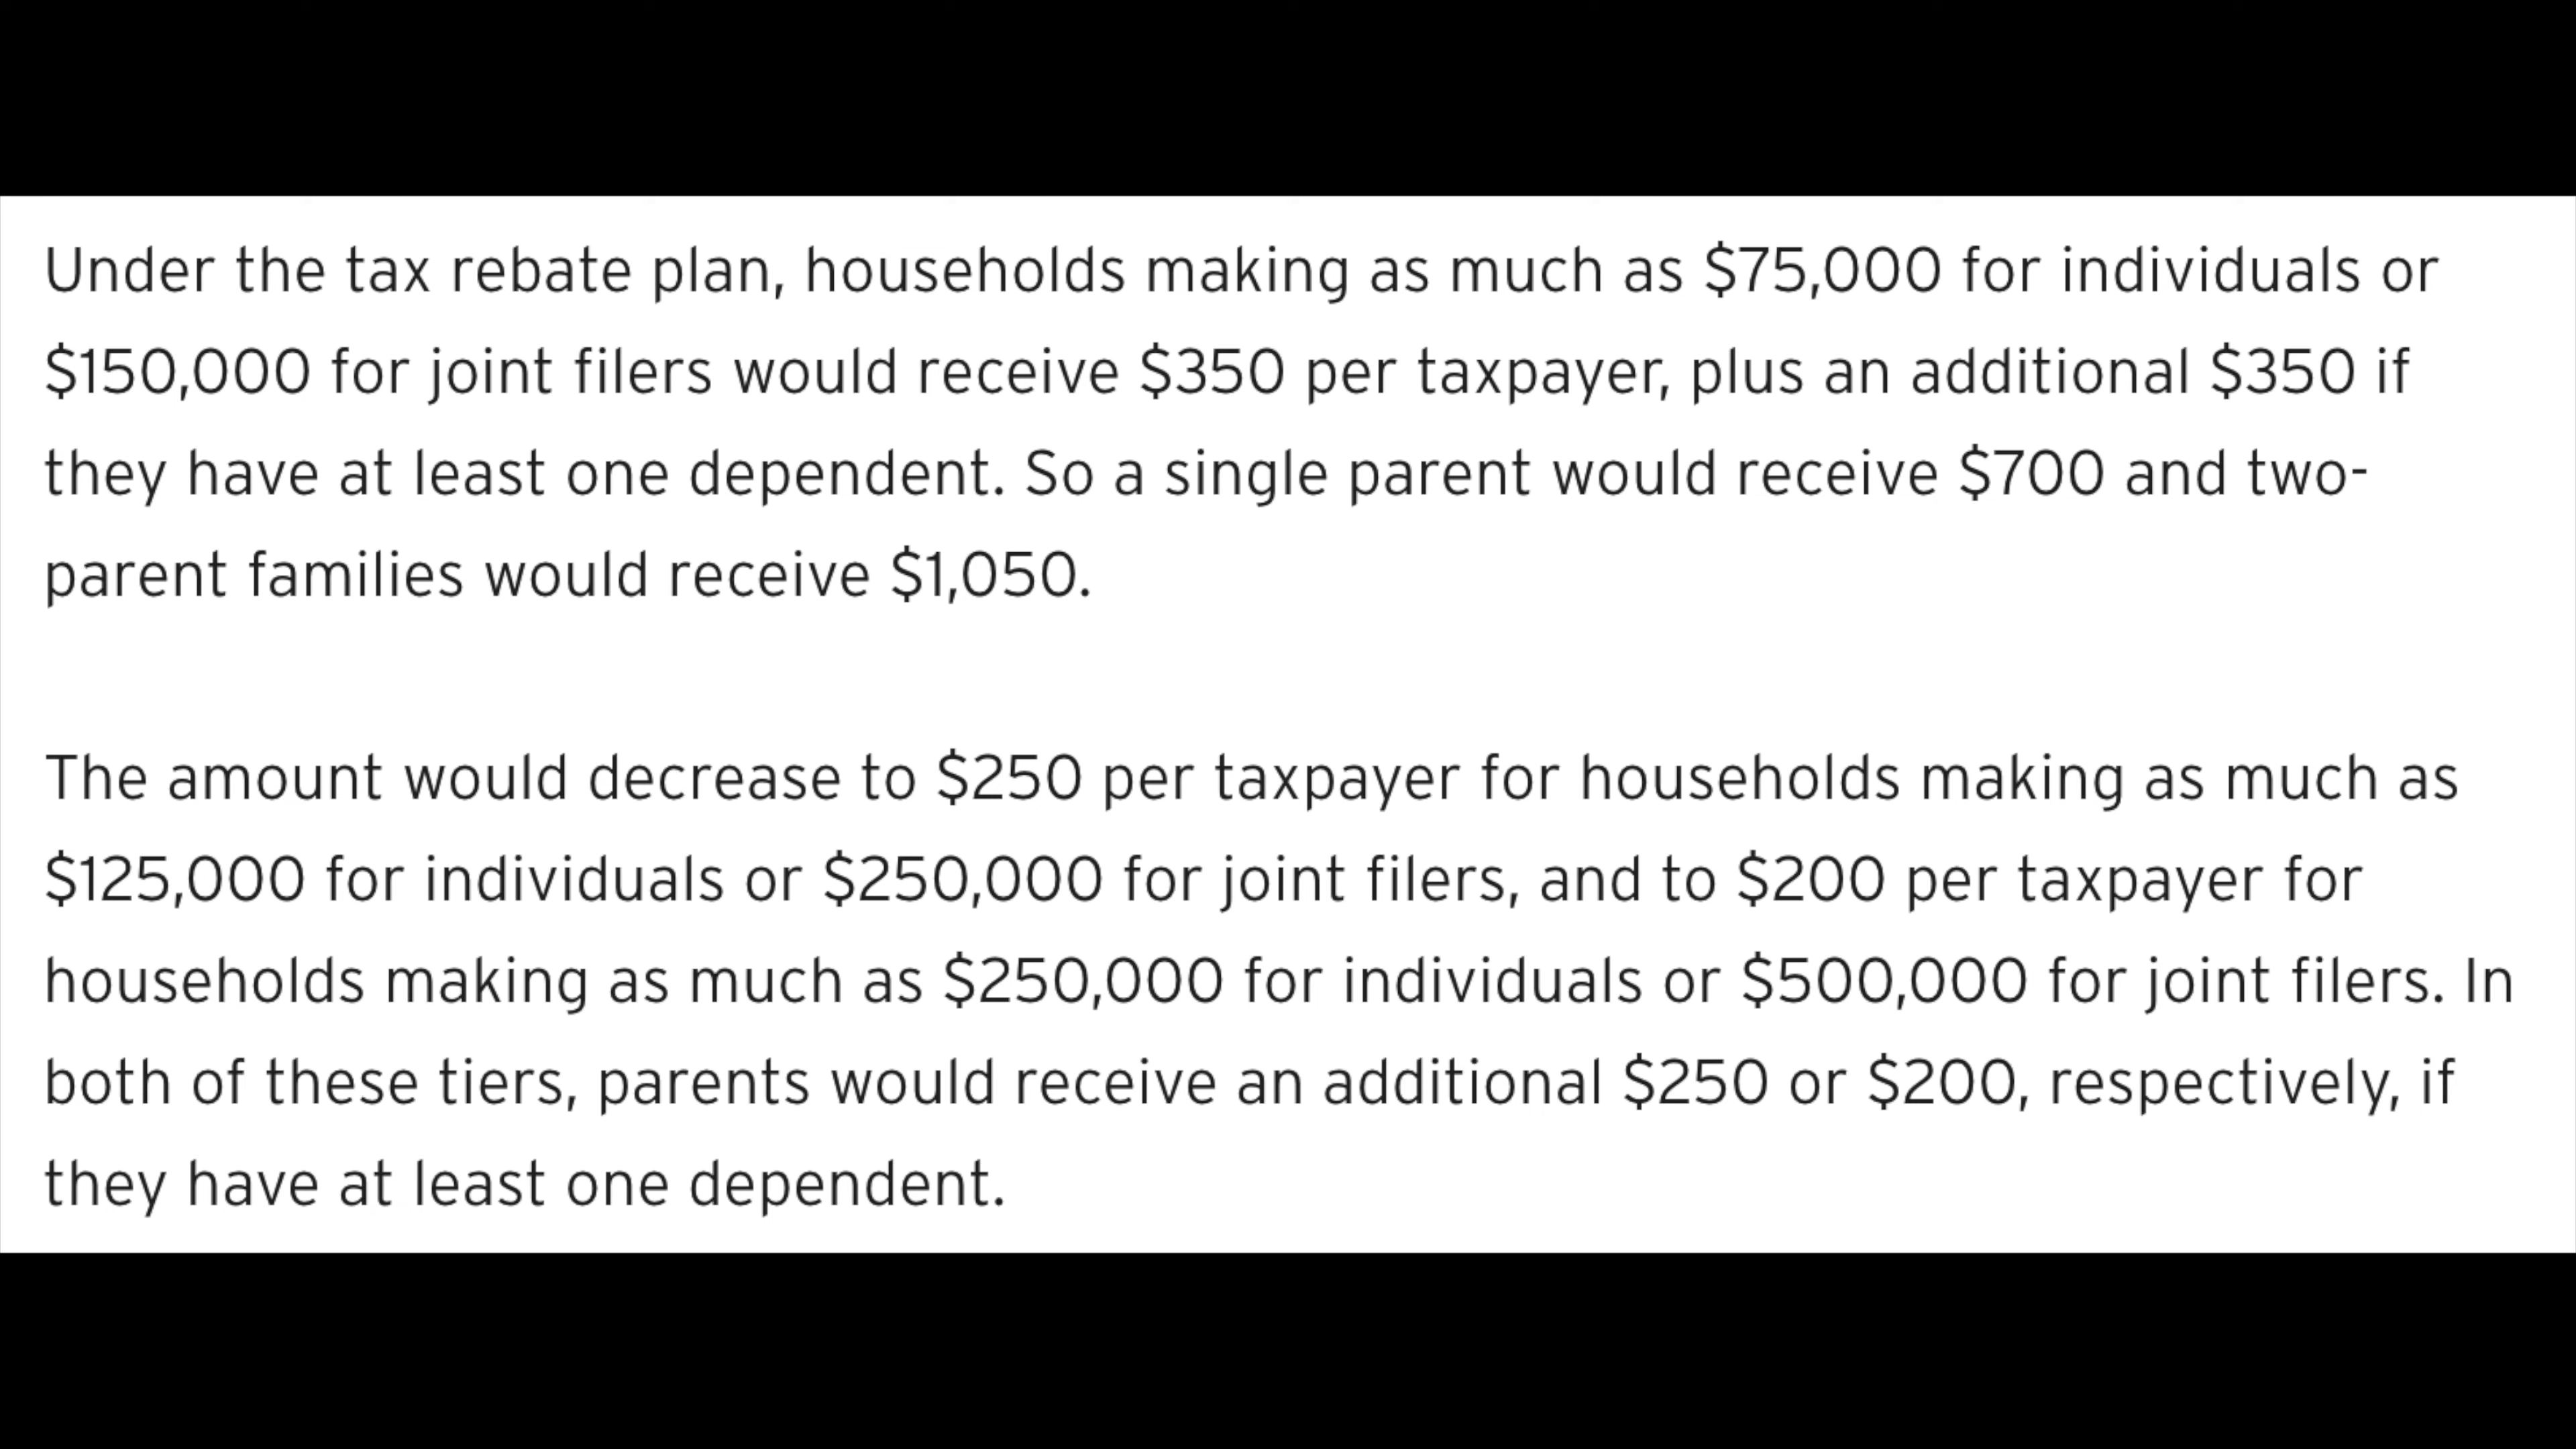 Under the tax rebate plan, households making as much as $75,000 for individuals or
$150,000 for joint filers would receive $350 per taxpayer, plus an additional $350 if
they have at least one dependent. So a single parent would receive $700 and two-
parent families would receive $1,050.
The amount would decrease to $250 per taxpayer for households making as much as
$125,000 for individuals or $250,000 for joint filers, and to $200 per taxpayer for
households making as much as $250,000 for individuals or $500,000 for joint filers. In
both of these tiers, parents would receive an additional $250 or $200, respectively, if
they have at least one dependent.